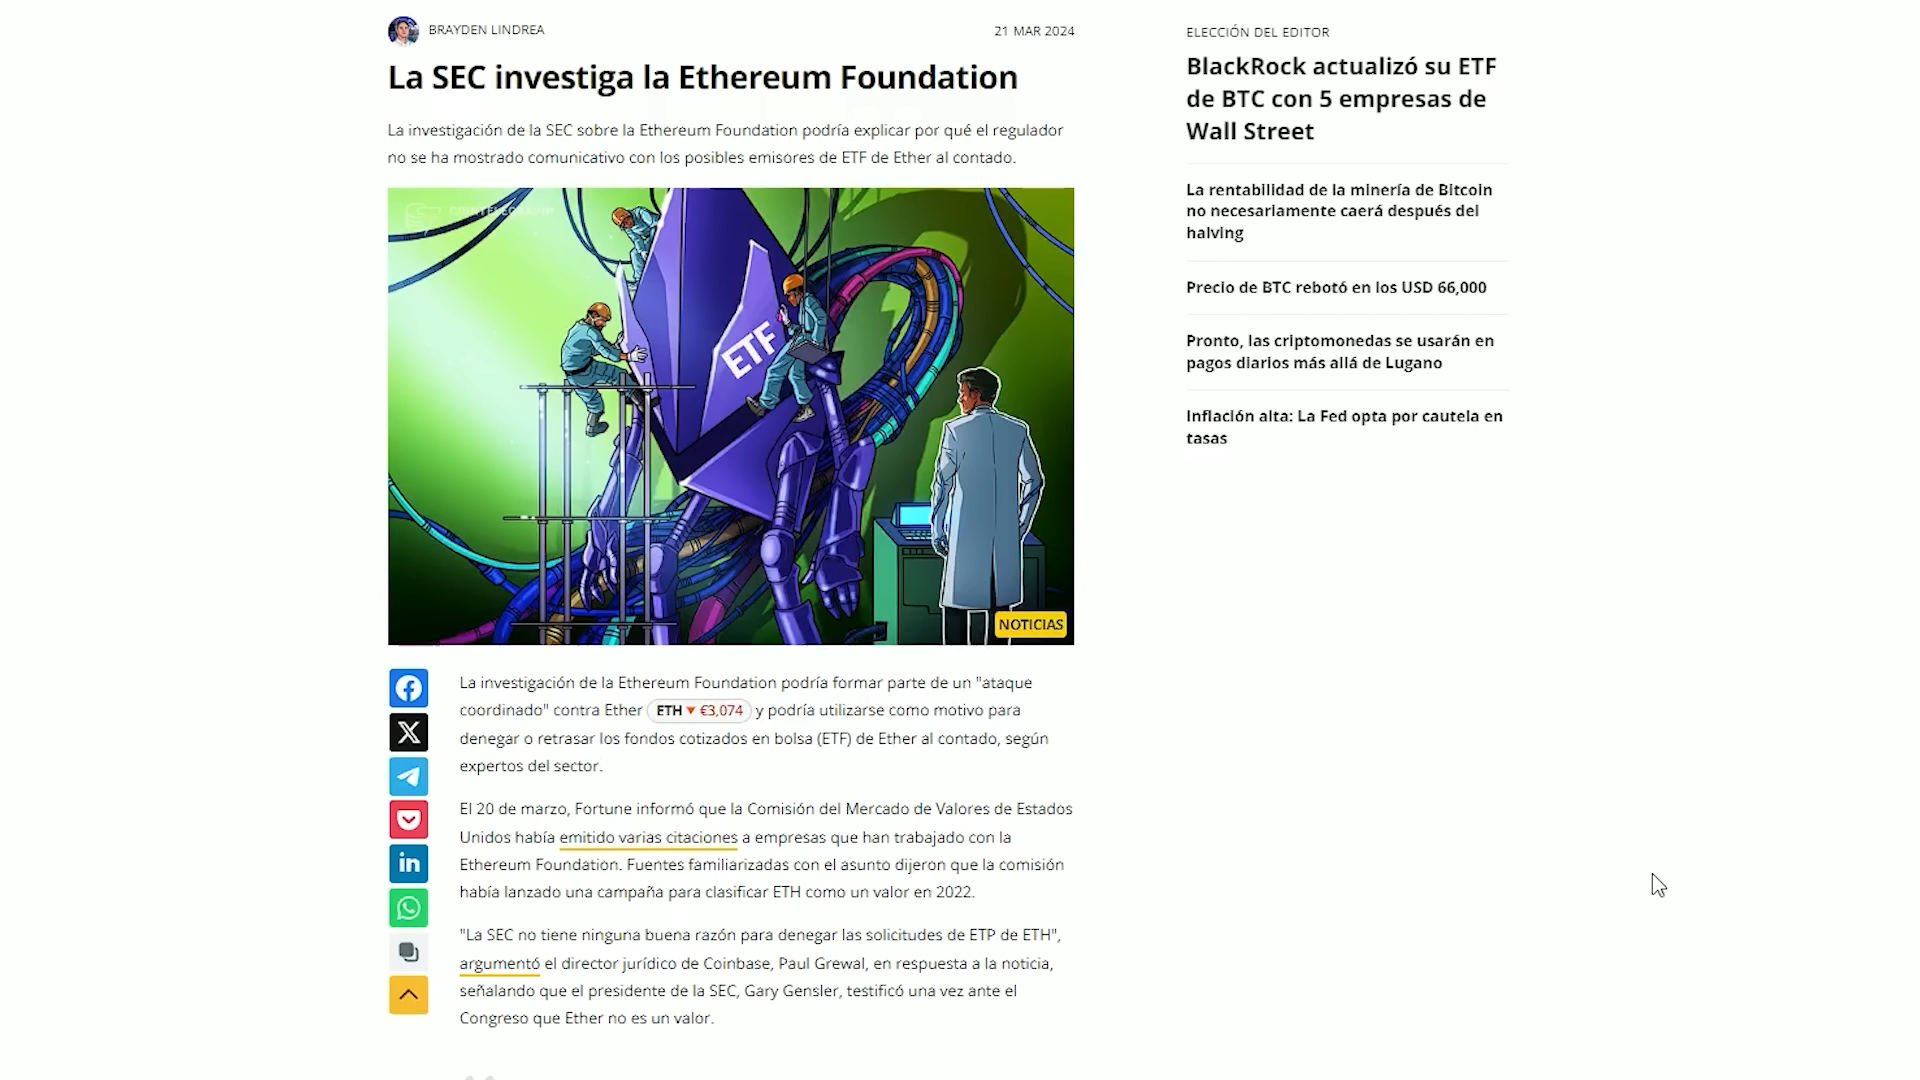 BRAYDEN LINDREA
21 MAR 2024
La SEC investiga la Ethereum Foundation
La investigación de la SEC sobre la Ethereum Foundation podría explicar por qué el regulador
no se ha mostrado comunicativo con los posibles emisores de ETF de Ether al contado.
COINTELEGRAPH
ETF
NOTICIAS
La investigación de la Ethereum Foundation podría formar parte de un "ataque
coordinado" contra Ether ETH ▼ €3,074 y podría utilizarse como motivo para
denegar o retrasar los fondos cotizados en bolsa (ETF) de Ether al contado, según
expertos del sector.
El 20 de marzo, Fortune informó que la Comisión del Mercado de Valores de Estados
Unidos había emitido varias citaciones a empresas que han trabajado con la
Ethereum Foundation. Fuentes familiarizadas con el asunto dijeron que la comisión
había lanzado una campaña para clasificar ETH como un valor en 2022.
"La SEC no tiene ninguna buena razón para denegar las solicitudes de ETP de ETH",
argumentó el director jurídico de Coinbase, Paul Grewal, en respuesta a la noticia,
señalando que el presidente de la SEC, Gary Gensler, testificó una vez ante el
Congreso que Ether no es un valor.
ELECCIÓN DEL EDITOR
BlackRock actualizó su ETF
de BTC con 5 empresas de
Wall Street
La rentabilidad de la minería de Bitcoin
no necesariamente caerá después del
halving
Precio de BTC rebotó en los USD 66,000
Pronto, las criptomonedas se usarán en
pagos diarios más allá de Lugano
Inflación alta: La Fed opta por cautela en
tasas